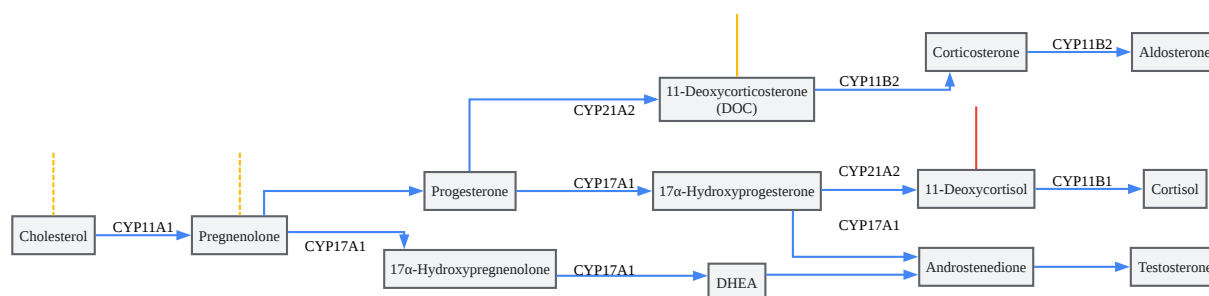 Corticosterone
CYP11B2
Aldosterone
11-Deoxycorticosterone
(DOC)
CYP11B2
CYP21A2
Progesterone
CYP17A1
17α-Hydroxyprogesterone
CYP21A2
11-Deoxycortisol
CYP11B1
Cortisol
Cholesterol
CYP11A1
Pregnenolone
CYP17A1
CYP17A1
17α-Hydroxypregnenolone
CYP17A1
DHEA
Androstenedione
Testosterone